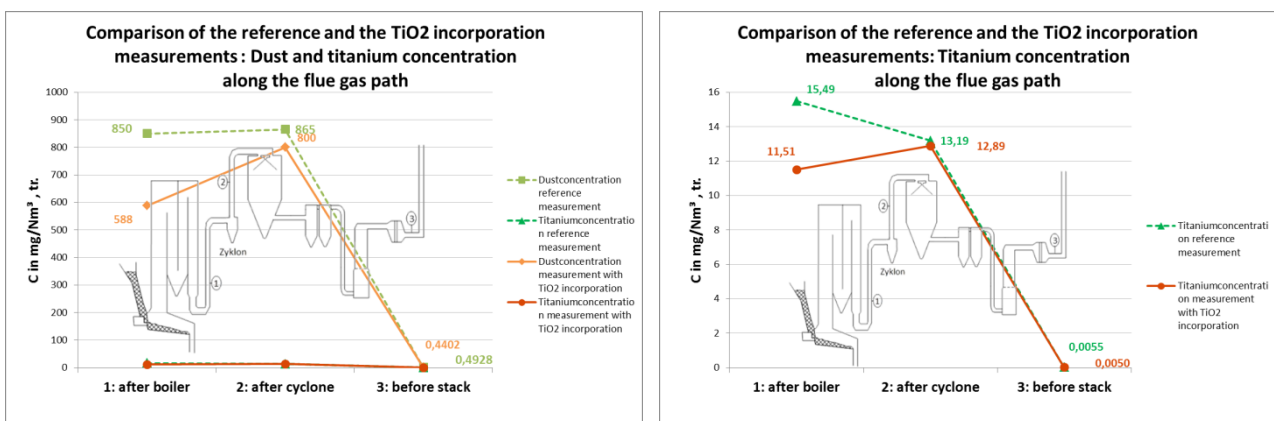 Comparison of the reference and the TiO2 incorporation
measurements : Dust and titanium concentration
along the flue gas path
C in mg/Nm³ , tr.
1000
900
800
700
600
500
400
300
200
100
0
850
865
800
588
0,4402
0,4928
2
3
Zyklon
1
1: after boiler
2: after cyclone
3: before stack
Dustconcentration
reference
measurement
Titaniumconcentratio
n reference
measurement
Dustconcentration
measurement with
TiO2 incorporation
Titaniumconcentratio
n measurement with
TiO2 incorporation
Comparison of the reference and the TiO2 incorporation
measurements: Titanium concentration
along the flue gas path
C in mg/Nm³ , tr.
16
14
12
10
8
6
4
2
0
15,49
13,19
12,89
11,51
0,0055
0,0050
2
3
Zyklon
1
1: after boiler
2: after cyclone
3: before stack
Titaniumconcentrati
on reference
measurement
Titaniumconcentrati
on measurement
with TiO2
incorporation